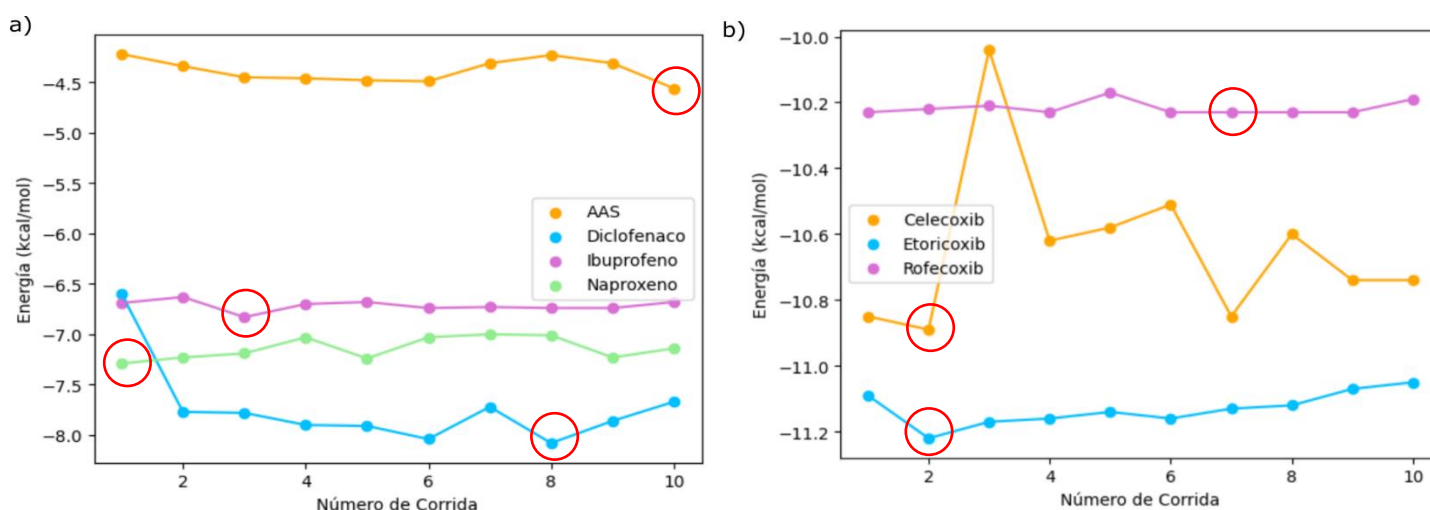 a)
Energía (kcal/mol)
−4.5
−5.0
−5.5
−6.0
−6.5
−7.0
−7.5
−8.0
AAS
Diclofenaco
Ibuprofeno
Naproxeno
2 4 6 8 10
Número de Corrida
b)
Energía (kcal/mol)
−10.0
−10.2
−10.4
−10.6
−10.8
−11.0
−11.2
Celecoxib
Etoricoxib
Rofecoxib
2 4 6 8 10
Número de Corrida